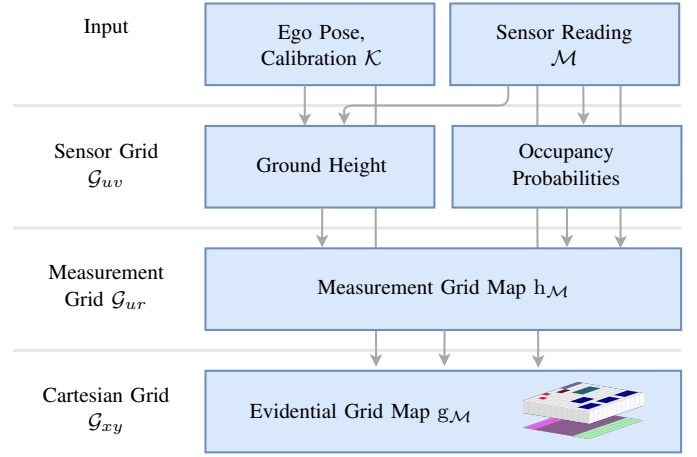 Input
Ego Pose,
Calibration 𝒦
Sensor Reading
ℳ
Sensor Grid
𝒢uv
Ground Height
Occupancy
Probabilities
Measurement
Grid 𝒢ur
Measurement Grid Map hℳ
Cartesian Grid
𝒢xy
Evidential Grid Map gℳ